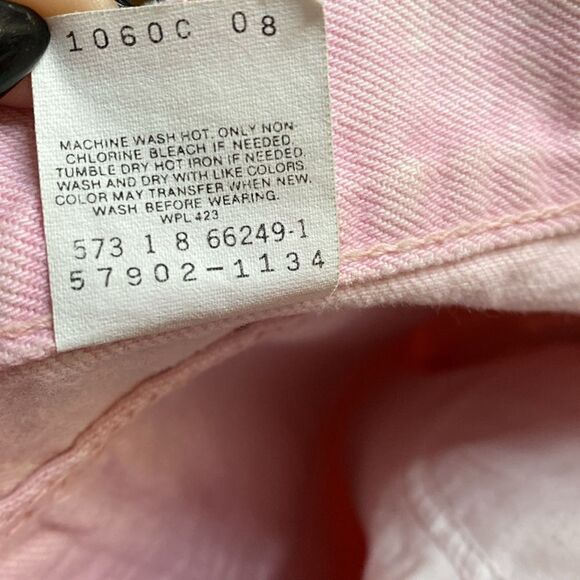 1060C 08
MACHINE WASH HOT. ONLY NON-
CHLORINE BLEACH IF NEEDED.
TUMBLE DRY HOT IRON IF NEEDED
WASH AND DRY WITH LIKE COLORS.
COLOR MAY TRANSFER WHEN NEW.
WASH BEFORE WEARING.
WPL 423
573 1 8 66249-1
57902-1134